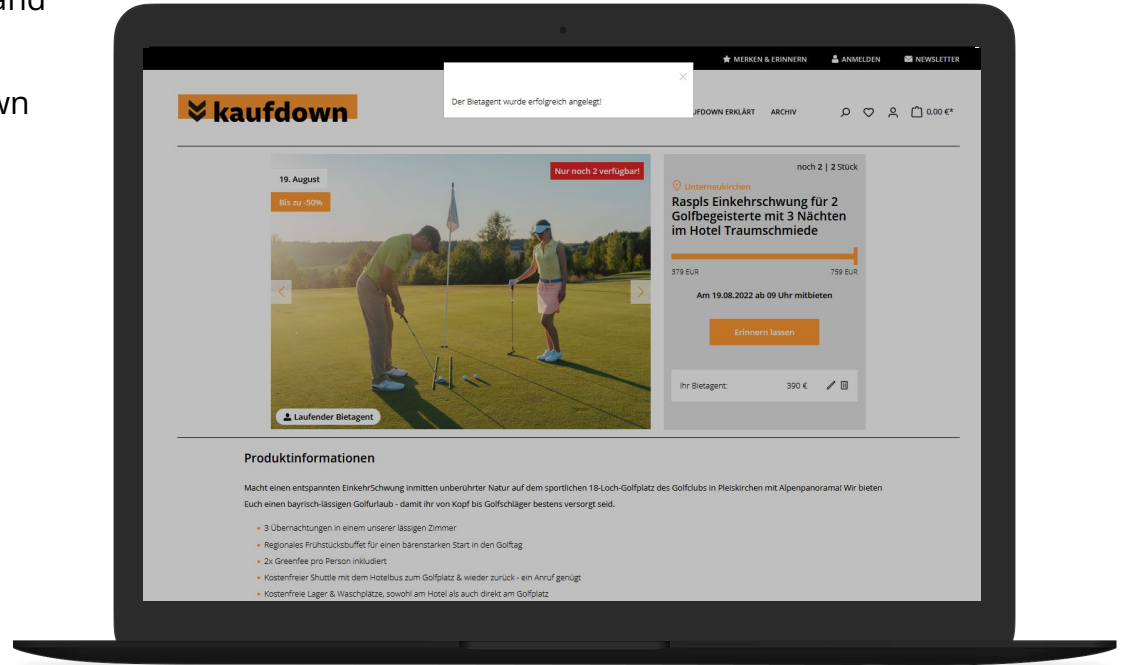 MERKEN & ERINNERN
ANMELDEN
NEWSLETTER
Der Bietagent wurde erfolgreich angelegt!
kaufdown
ERKLÄRT
ARCHIV
0,00 €*
19. August
Bis zu -50%
Nur noch 2 verfügbar!
Laufender Bietagent
noch 2 | 2 Stück
Unterneukirchen
Raspls Einkehrschwung für 2
Golfbegeisterte mit 3 Nächten
im Hotel Traumschmiede
379 EUR
759 EUR
Am 19.08.2022 ab 09 Uhr mitbieten
Erinnern lassen
Ihr Bietagent:
390 €
Produktinformationen
Macht einen entspannten EinkehrSchwung inmitten unberührter Natur auf dem sportlichen 18-Loch-Golfplatz des Golfclubs in Pleiskirchen mit Alpenpanorama! Wir bieten
Euch einen bayrisch-lässigen Golfurlaub - damit ihr von Kopf bis Golfschläger bestens versorgt seid.
• 3 Übernachtungen in einem unserer lässigen Zimmer
• Regionales Frühstücksbuffet für einen bärenstarken Start in den Golftag
• 2x Greenfee pro Person inkludiert
• Kostenfreier Shuttle mit dem Hotelbus zum Golfplatz & wieder zurück - ein Anruf genügt
• Kostenfreie Lager & Waschplätze, sowohl am Hotel als auch direkt am Golfplatz